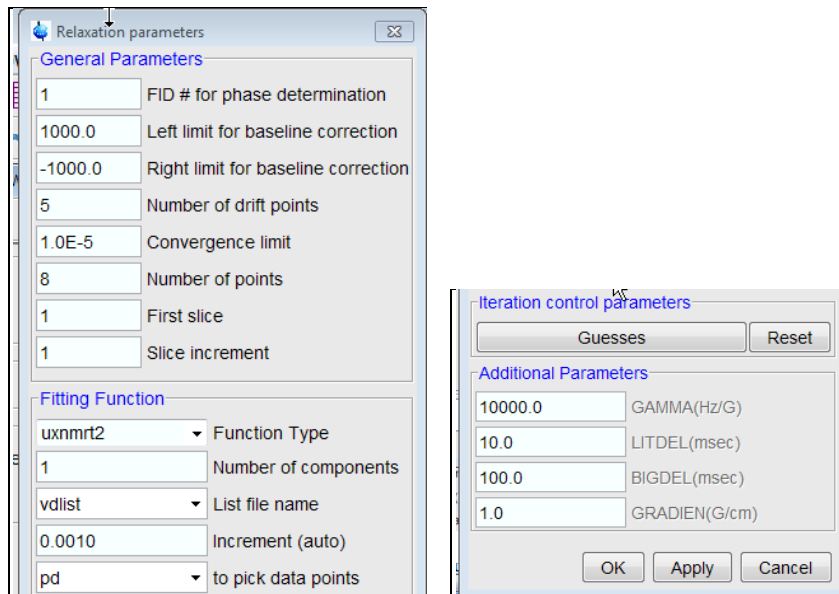 Relaxation parameters
General Parameters
1 FID # for phase determination
1000.0 Left limit for baseline correction
-1000.0 Right limit for baseline correction
5 Number of drift points
1.0E-5 Convergence limit
8 Number of points
1 First slice
1 Slice increment
Fitting Function
uxnmrt2 Function Type
1 Number of components
vdlist List file name
0.0010 Increment (auto)
pd to pick data points
Iteration control parameters
Guesses Reset
Additional Parameters
10000.0 GAMMA(Hz/G)
10.0 LITDEL(msec)
100.0 BIGDEL(msec)
1.0 GRADIEN(G/cm)
OK Apply Cancel